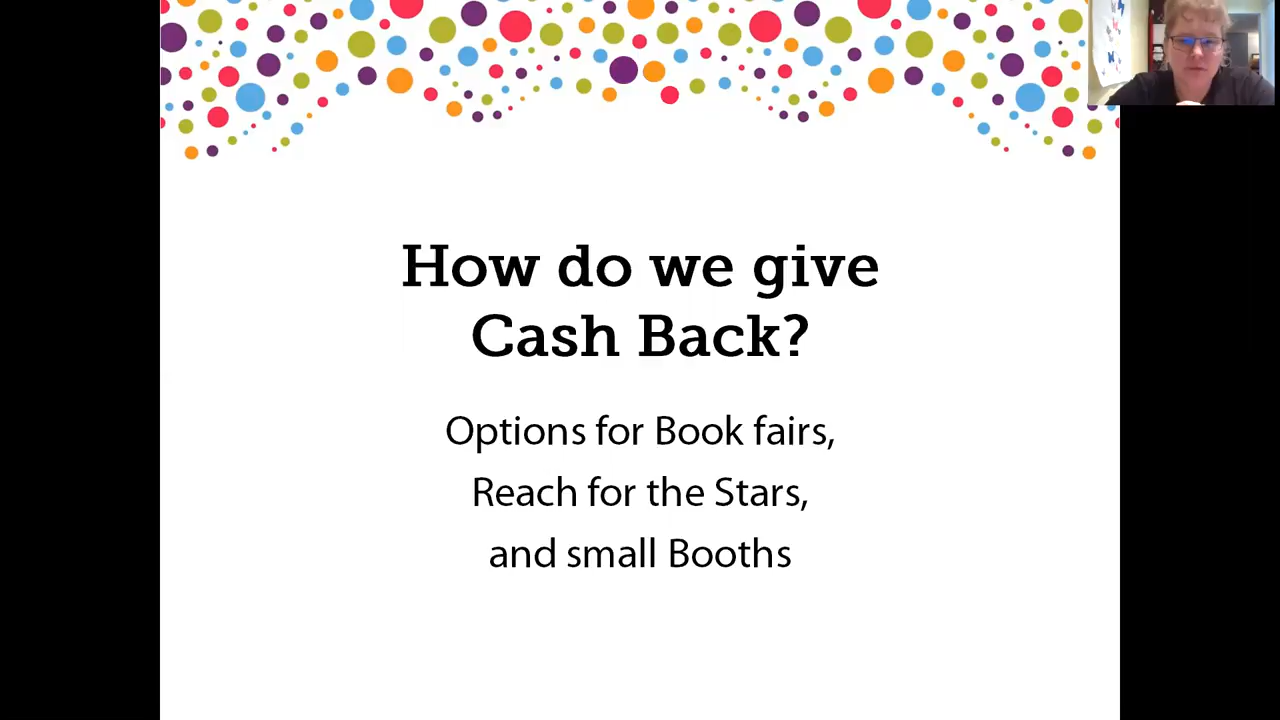 How do we give
Cash Back?
Options for Book fairs,
Reach for the Stars,
and small Booths